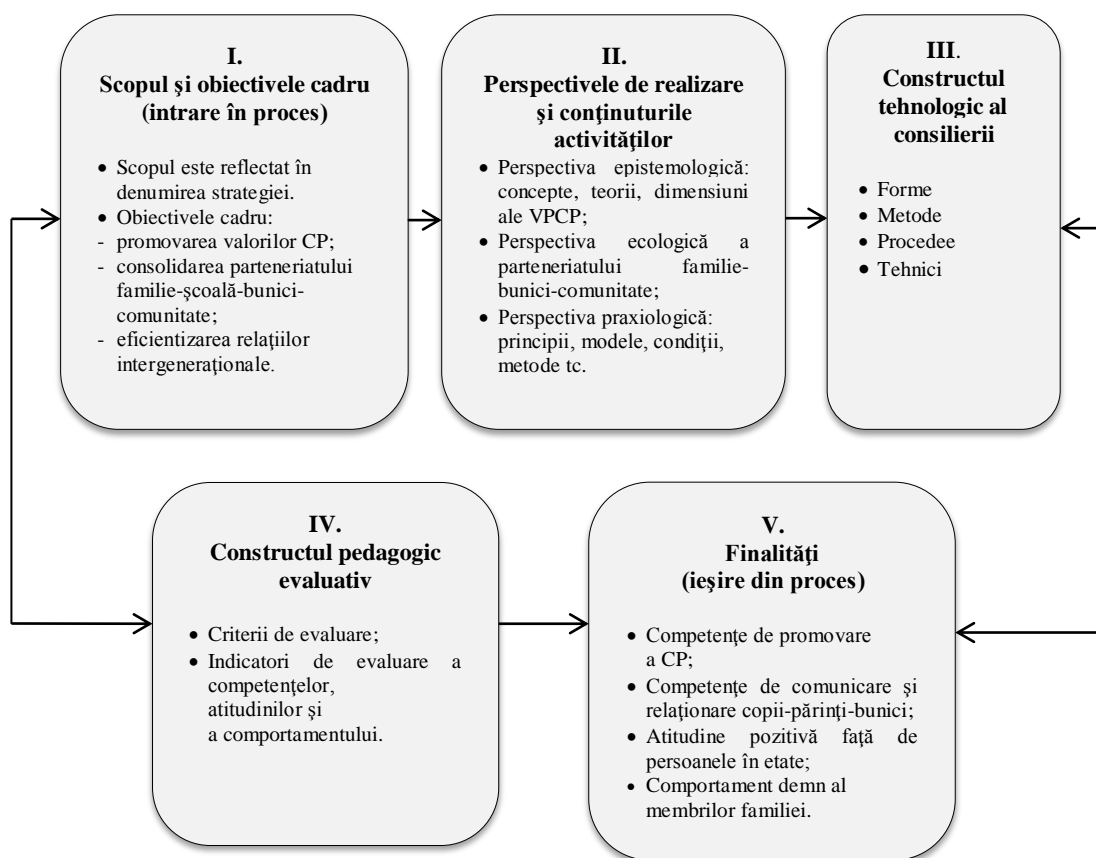 I.
Scopul şi obiectivele cadru
(intrare în proces)
• Scopul este reflectat în
denumirea strategiei.
• Obiectivele cadru:
- promovarea valorilor CP;
- consolidarea parteneriatului
familie-şcoală-bunici-
comunitate;
- eficientizarea relaţiilor
intergeneraţionale.
II.
Perspectivele de realizare
şi conţinuturile
activităţilor
• Perspectiva epistemologică:
concepte, teorii, dimensiuni
ale VPCP;
• Perspectiva ecologică a
parteneriatului familie-
bunici-comunitate;
• Perspectiva praxiologică:
principii, modele, condiţii,
metode tc.
III.
Constructul
tehnologic al
consilierii
• Forme
• Metode
• Procedee
• Tehnici
IV.
Constructul pedagogic
evaluativ
• Criterii de evaluare;
• Indicatori de evaluare a
competenţelor,
atitudinilor şi
a comportamentului.
V.
Finalităţi
(ieşire din proces)
• Competenţe de promovare
a CP;
• Competenţe de comunicare şi
relaţionare copii-părinţi-bunici;
• Atitudine pozitivă faţă de
persoanele în etate;
• Comportament demn al
membrilor familiei.